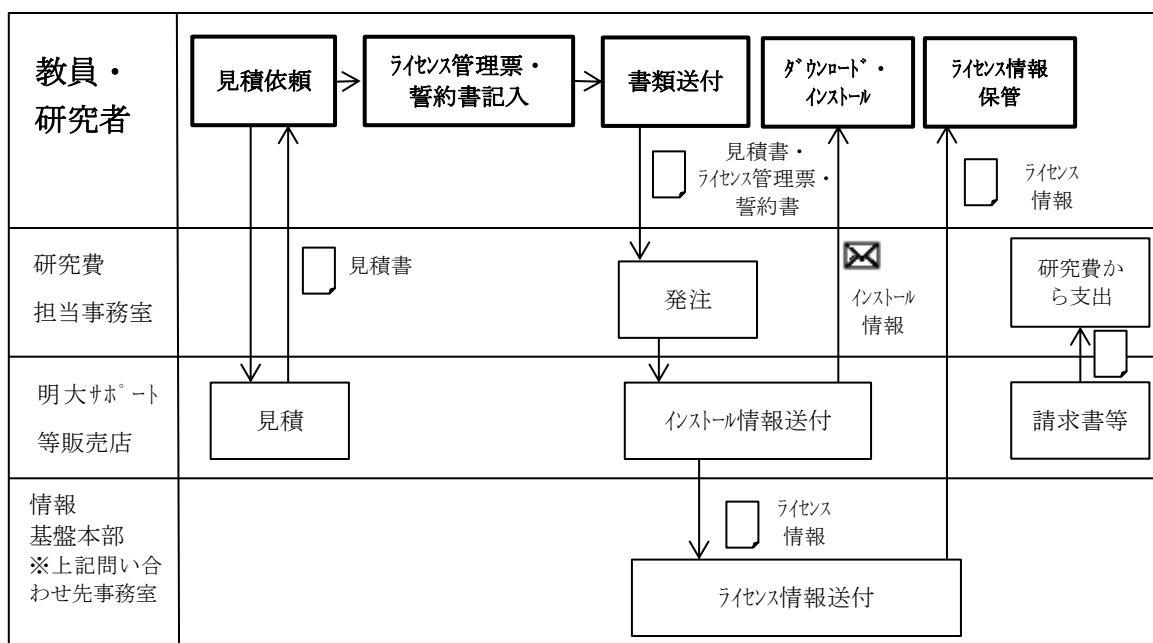 教員・
研究者
見積依頼
ﾗｲｾﾝｽ管理票・
誓約書記入
書類送付
ﾀﾞｳﾝﾛｰﾄﾞ・
ｲﾝｽﾄｰﾙ
ﾗｲｾﾝｽ情報
保管
見積書・
ﾗｲｾﾝｽ管理票・
誓約書
ﾗｲｾﾝｽ
情報
研究費
担当事務室
見積書
発注
ｲﾝｽﾄｰﾙ
情報
研究費か
ら支出
明大ｻﾎﾟｰﾄ
等販売店
見積
ｲﾝｽﾄｰﾙ情報送付
請求書等
情報
基盤本部
※上記問い合
わせ先事務室
ﾗｲｾﾝｽ
情報
ﾗｲｾﾝｽ情報送付